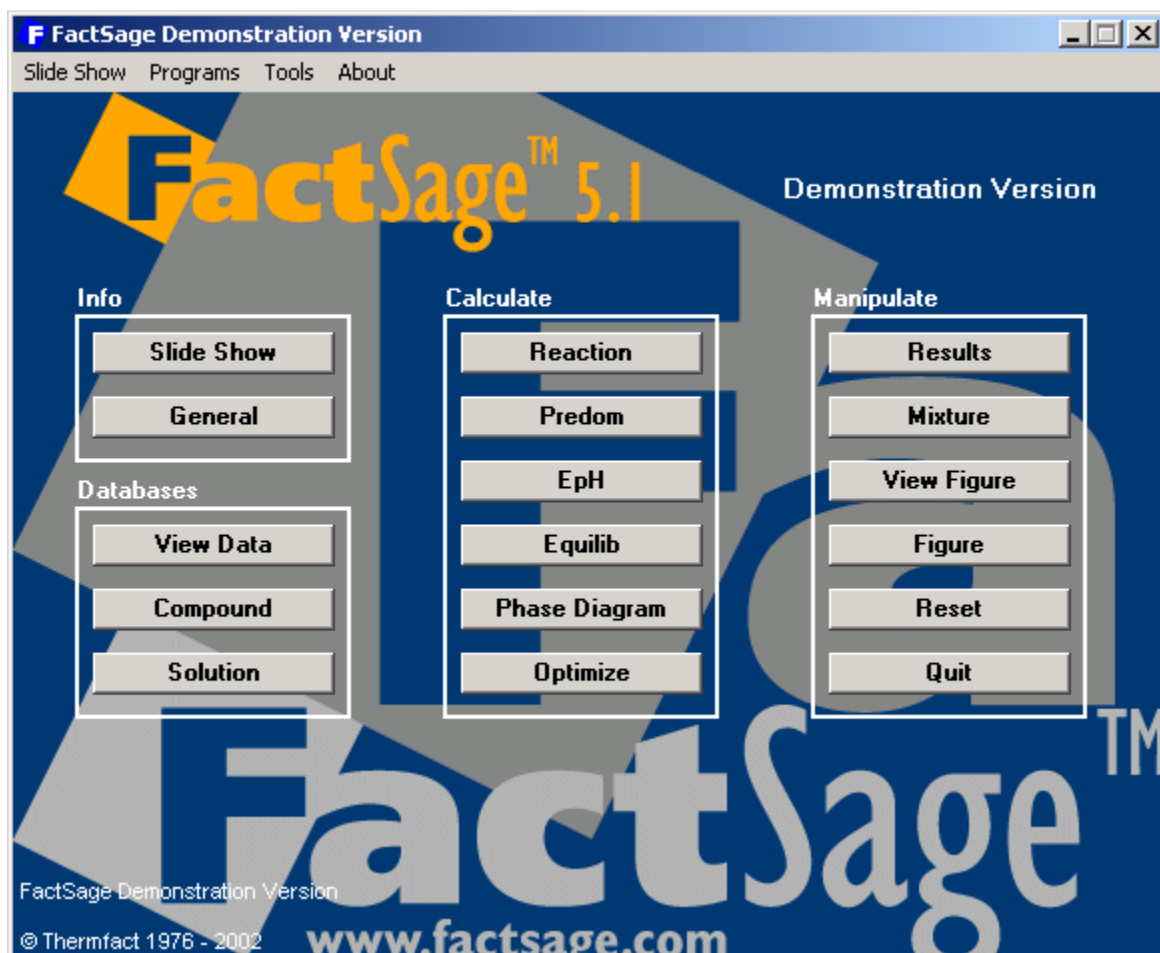 FactSage Demonstration Version
Slide Show Programs Tools About
FactSage™ 5.1
Demonstration Version
Info
Slide Show
General
Databases
View Data
Compound
Solution
Calculate
Reaction
Predom
EpH
Equilib
Phase Diagram
Optimize
Manipulate
Results
Mixture
View Figure
Figure
Reset
Quit
FactSage™
FactSage Demonstration Version
© Thermfact 1976 - 2002
www.factsage.com